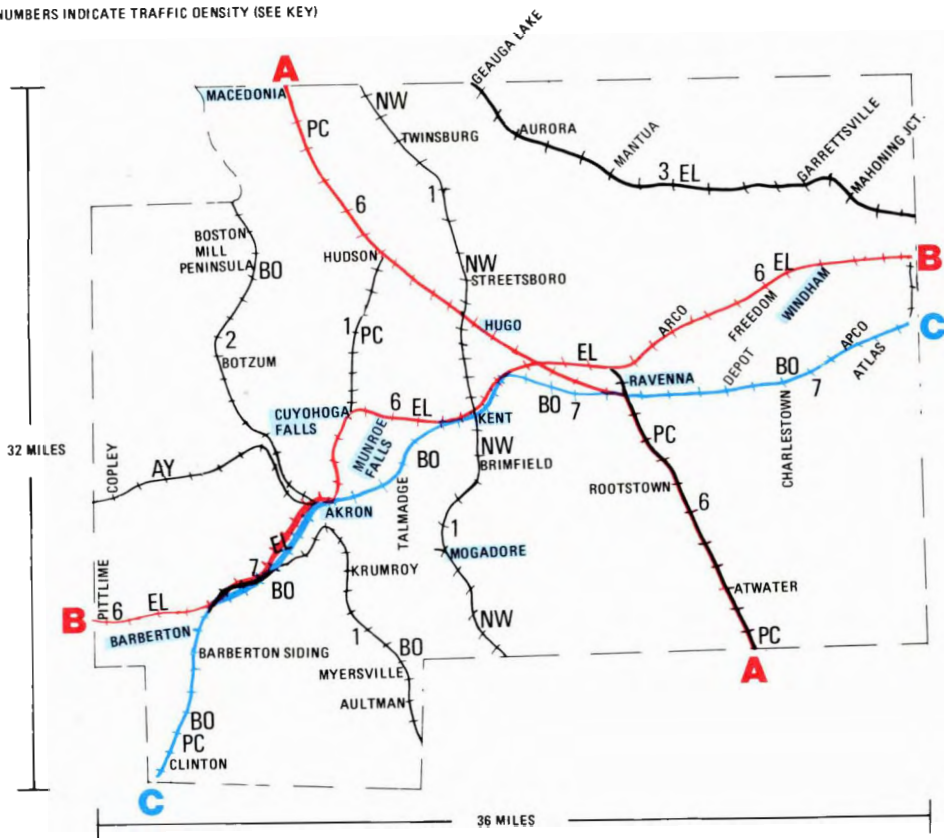 NUMBERS INDICATE TRAFFIC DENSITY (SEE KEY)
A
MACEDONIA
PC
NW
TWINSBURG
GEAUGA LAKE
AURORA
MANTUA
3 EL
GARRETTSVILLE
MAHONING JCT.
1
6
BOSTON
MILL
PENINSULA
BO
HUDSON
NW
STREETSBORO
HUGO
2
BOTZUM
1
PC
EL
ARCO
FREEDOM
6 EL
WINDHAM
B
C
RAVENNA
DEPOT
BO
7
APCO
ATLAS
CHARLESTOWN
BO
7
CUYOHOGA
FALLS
6
EL
MUNROE
FALLS
KENT
BO
NW
BRIMFIELD
PC
ROOTSTOWN
6
32 MILES
COPLEY
AY
AKRON
TALMADGE
1
MOGADORE
EL
7
BO
KRUMROY
ATWATER
PITTLIME
B
6
EL
BARBERTON
BARBERTON SIDING
1
BO
MYERSVILLE
AULTMAN
NW
PC
A
BO
PC
CLINTON
C
36 MILES